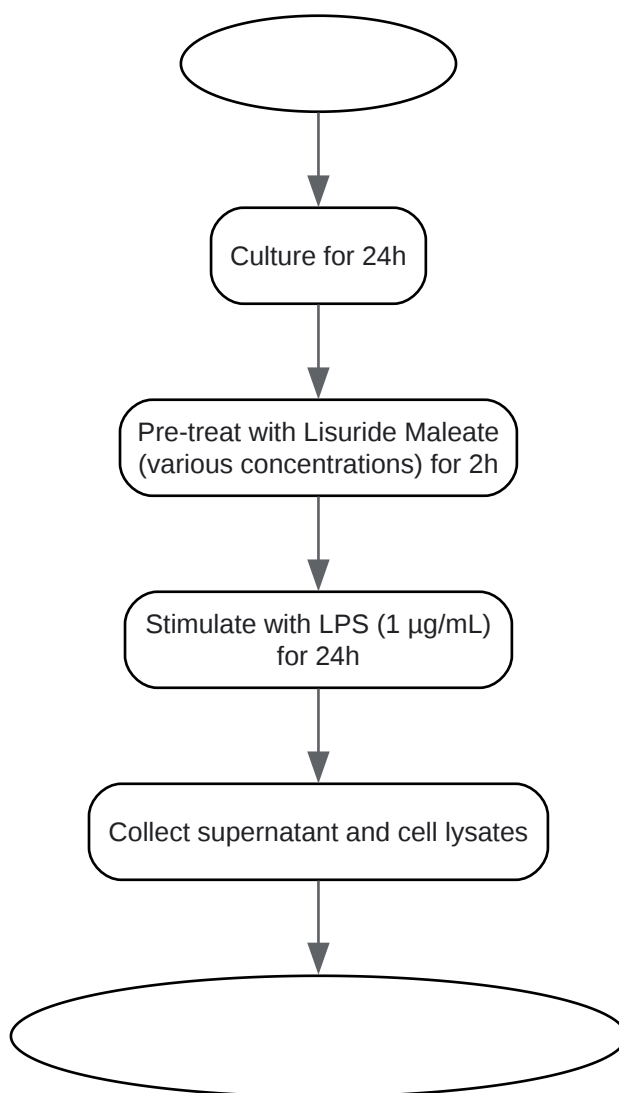 Culture for 24h
Pre-treat with Lisuride Maleate
(various concentrations) for 2h
Stimulate with LPS (1 µg/mL)
for 24h
Collect supernatant and cell lysates